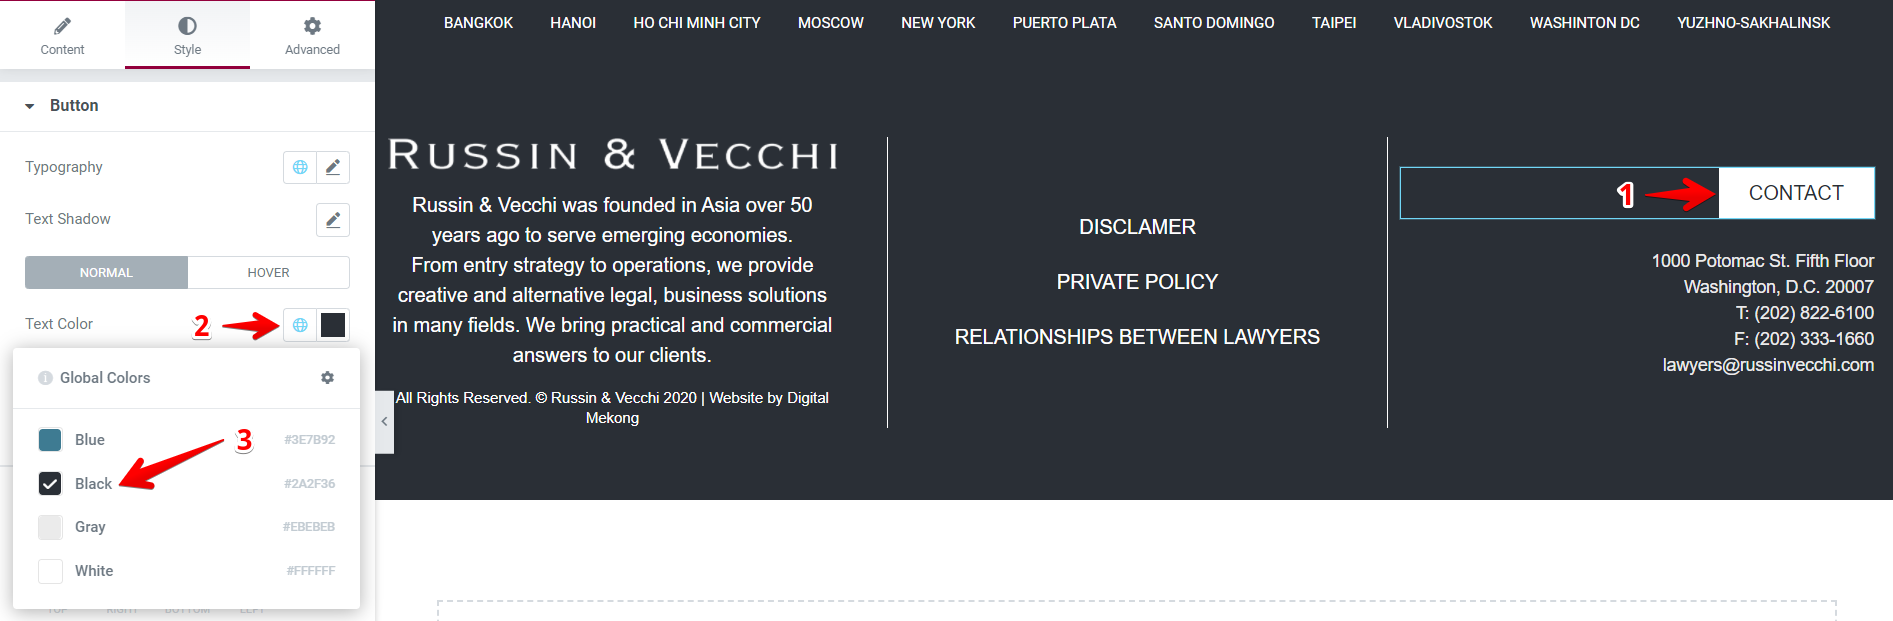 Content
Style
Advanced
Button
Typography
Text Shadow
NORMAL
HOVER
Text Color
2
Global Colors
Blue
#3E7B92
3
Black
#2A2F36
Gray
#EBEBEB
White
#FFFFFF
TOP
RIGHT
BOTTOM
LEFT
BANGKOK
HANOI
HO CHI MINH CITY
MOSCOW
NEW YORK
PUERTO PLATA
SANTO DOMINGO
TAIPEI
VLADIVOSTOK
WASHINTON DC
YUZHNO-SAKHALINSK
RUSSIN & VECCHI
Russin & Vecchi was founded in Asia over 50
years ago to serve emerging economies.
From entry strategy to operations, we provide
creative and alternative legal, business solutions
in many fields. We bring practical and commercial
answers to our clients.
All Rights Reserved. © Russin & Vecchi 2020 | Website by Digital
Mekong
DISCLAMER
PRIVATE POLICY
RELATIONSHIPS BETWEEN LAWYERS
1
CONTACT
1000 Potomac St. Fifth Floor
Washington, D.C. 20007
T: (202) 822-6100
F: (202) 333-1660
lawyers@russinvecchi.com